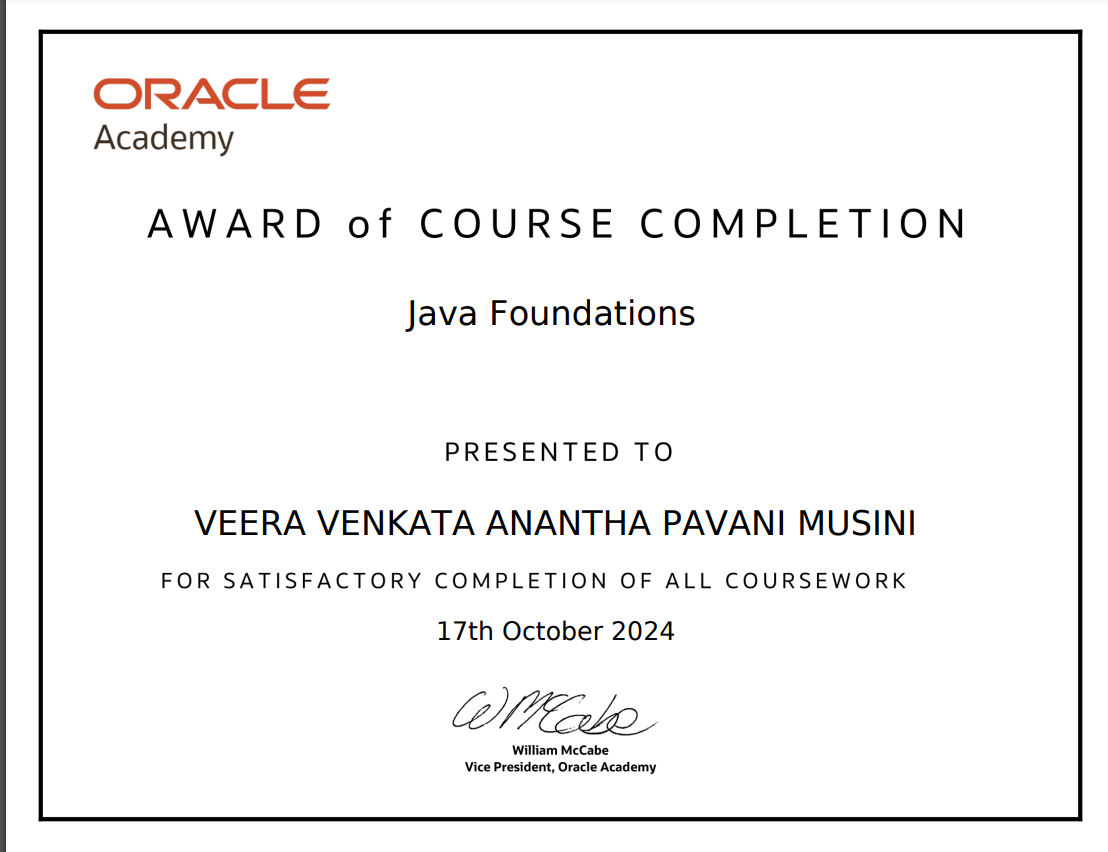 ORACLE
Academy
AWARD of COURSE COMPLETION
Java Foundations
PRESENTED TO
VEERA VENKATA ANANTHA PAVANI MUSINI
FOR SATISFACTORY COMPLETION OF ALL COURSEWORK
17th October 2024
W McCabe
William McCabe
Vice President, Oracle Academy